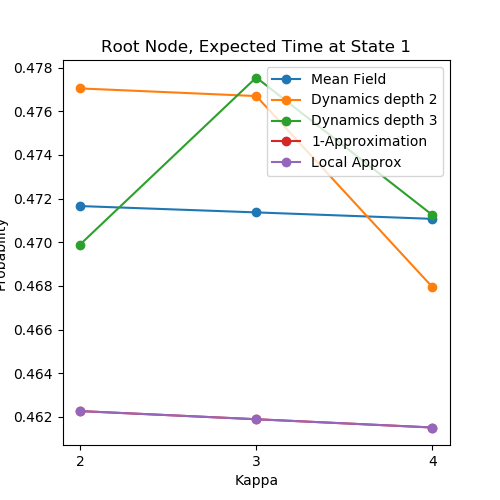 Root Node, Expected Time at State 1
0.478
0.476
0.474
0.472
0.470
0.468
0.466
0.464
0.462
Probability
Mean Field
Dynamics depth 2
Dynamics depth 3
1-Approximation
Local Approx
2 3 4
Kappa